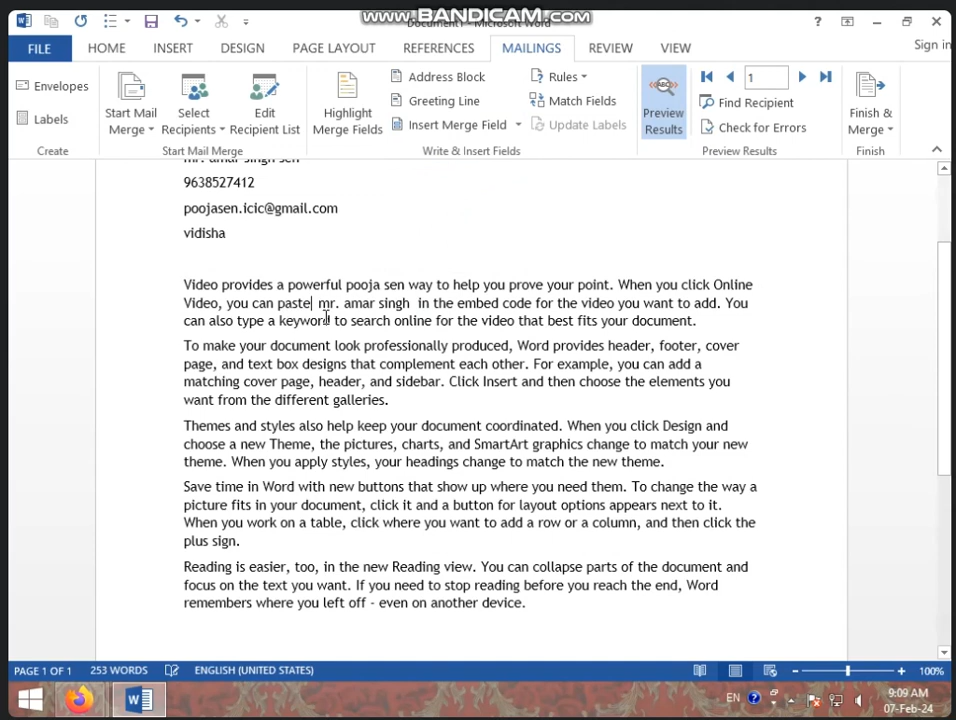 www.BANDICAM.com
Document1 - Microsoft Word
FILE HOME INSERT DESIGN PAGE LAYOUT REFERENCES MAILINGS REVIEW VIEW Sign in
Envelopes
Labels
Create
Start Mail
Merge
Select
Recipients
Edit
Recipient List
Start Mail Merge
Highlight
Merge Fields
Address Block
Greeting Line
Insert Merge Field
Rules
Match Fields
Update Labels
Write & Insert Fields
ABC
Preview
Results
1
Find Recipient
Check for Errors
Preview Results
Finish &
Merge
Finish
mr. amar singh sen
9638527412
poojasen.icic@gmail.com
vidisha
Video provides a powerful pooja sen way to help you prove your point. When you click Online
Video, you can paste mr. amar singh in the embed code for the video you want to add. You
can also type a keyword to search online for the video that best fits your document.
To make your document look professionally produced, Word provides header, footer, cover
page, and text box designs that complement each other. For example, you can add a
matching cover page, header, and sidebar. Click Insert and then choose the elements you
want from the different galleries.
Themes and styles also help keep your document coordinated. When you click Design and
choose a new Theme, the pictures, charts, and SmartArt graphics change to match your new
theme. When you apply styles, your headings change to match the new theme.
Save time in Word with new buttons that show up where you need them. To change the way a
picture fits in your document, click it and a button for layout options appears next to it.
When you work on a table, click where you want to add a row or a column, and then click the
plus sign.
Reading is easier, too, in the new Reading view. You can collapse parts of the document and
focus on the text you want. If you need to stop reading before you reach the end, Word
remembers where you left off - even on another device.
PAGE 1 OF 1 253 WORDS ENGLISH (UNITED STATES) 100%
EN
9:09 AM
07-Feb-24